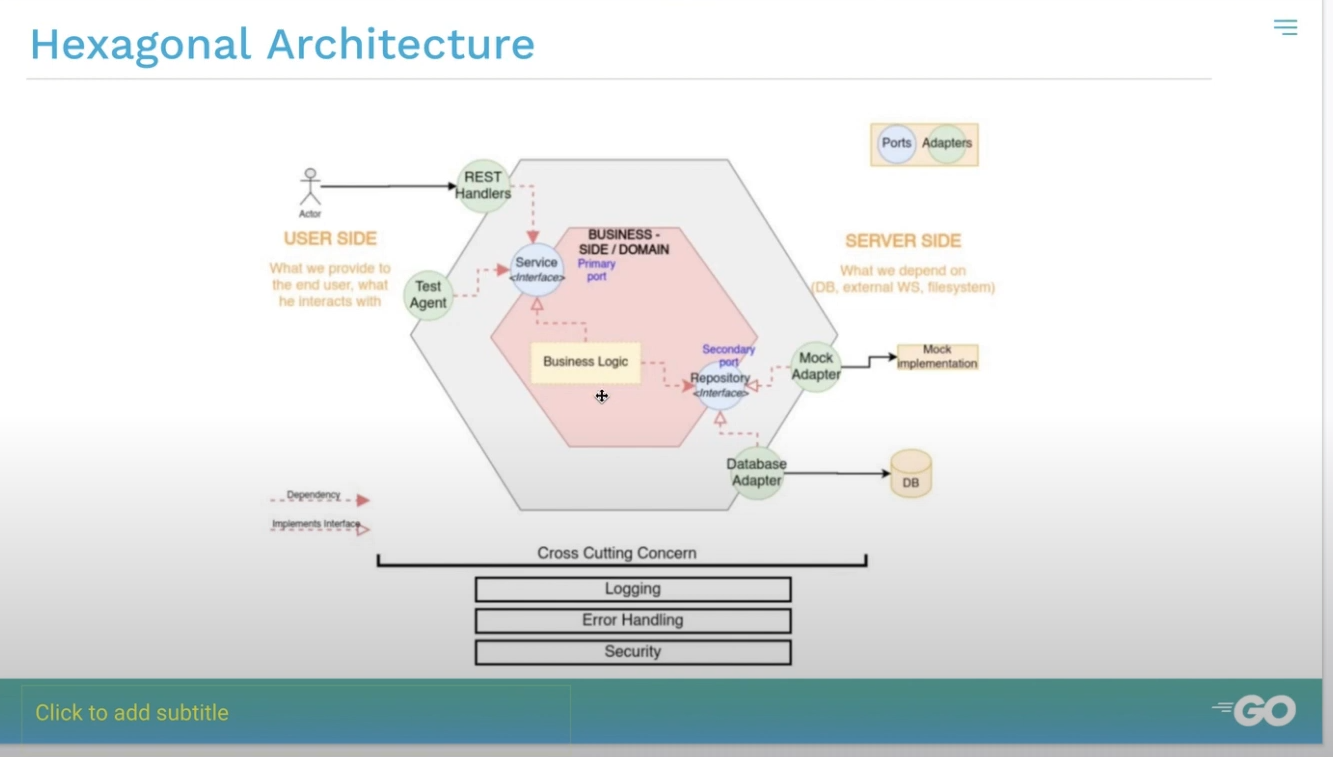 Hexagonal Architecture
Ports
Adapters
REST
Handlers
Actor
USER SIDE
What we provide to
the end user, what
he interacts with
BUSINESS -
SIDE / DOMAIN
Service
<Interface>
Primary
port
Test
Agent
SERVER SIDE
What we depend on
(DB, external WS, filesystem)
Business Logic
Secondary
port
Repository
<Interface>
Mock
Adapter
Mock
implementation
Database
Adapter
DB
Dependency
Implements Interface
Cross Cutting Concern
Logging
Error Handling
Security
Click to add subtitle
GO